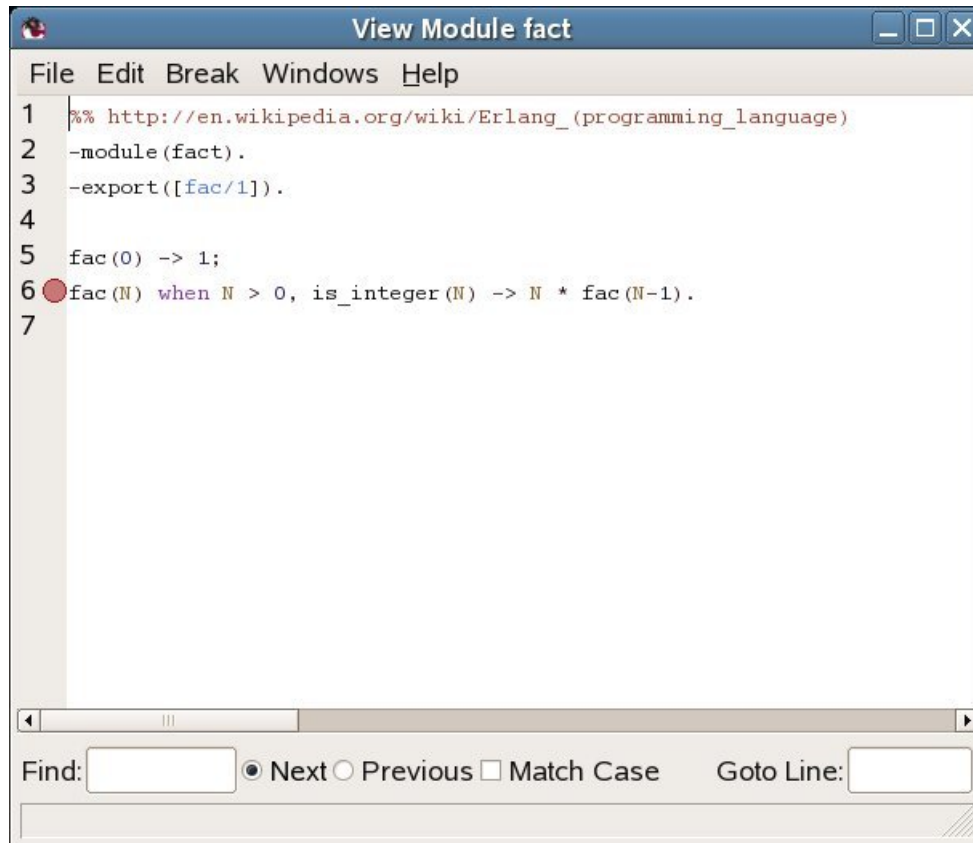 View Module fact
File Edit Break Windows Help
1 %% http://en.wikipedia.org/wiki/Erlang_(programming_language)
2 -module(fact).
3 -export([fac/1]).
4
5 fac(0) -> 1;
6 fac(N) when N > 0, is_integer(N) -> N * fac(N-1).
7
Find: Next Previous Match Case Goto Line: